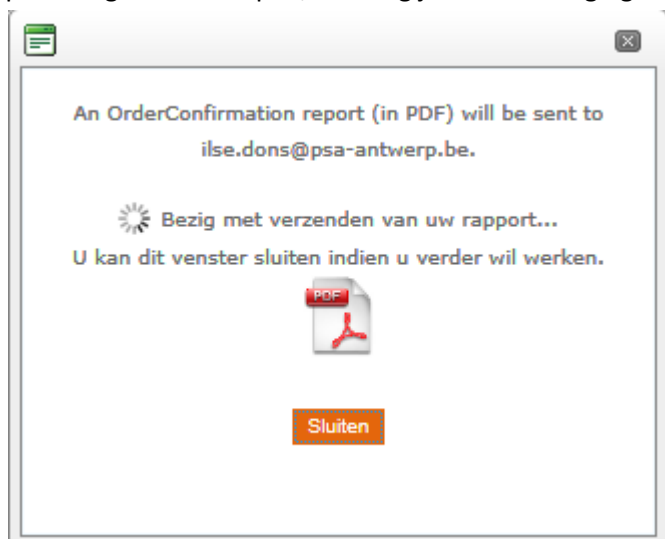 An OrderConfirmation report (in PDF) will be sent to
ilse.dons@psa-antwerp.be.
Bezig met verzenden van uw rapport...
U kan dit venster sluiten indien u verder wil werken.
PDF
Sluiten